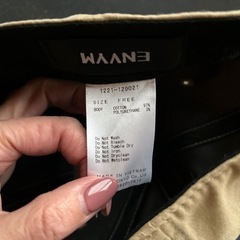 ENVYM
1221-120021
SIZE FREE
BODY COTTON 97%
POLYURETHANE 3%
Do Not Wash
Do Not Bleach
Do Not Tumble Dry
Do Not Iron
Do Not Dryclean
Do Not Wetclean
MADE IN VIETNAM